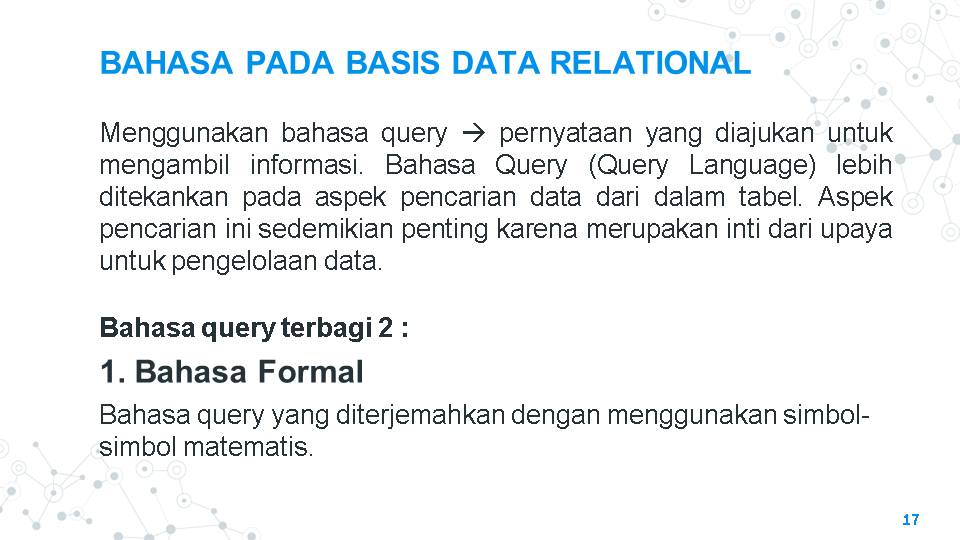 BAHASA PADA BASIS DATA RELATIONAL
Menggunakan bahasa query → pernyataan yang diajukan untuk
mengambil informasi. Bahasa Query (Query Language) lebih
ditekankan pada aspek pencarian data dari dalam tabel. Aspek
pencarian ini sedemikian penting karena merupakan inti dari upaya
untuk pengelolaan data.
Bahasa query terbagi 2 :
1. Bahasa Formal
Bahasa query yang diterjemahkan dengan menggunakan simbol-
simbol matematis.
17